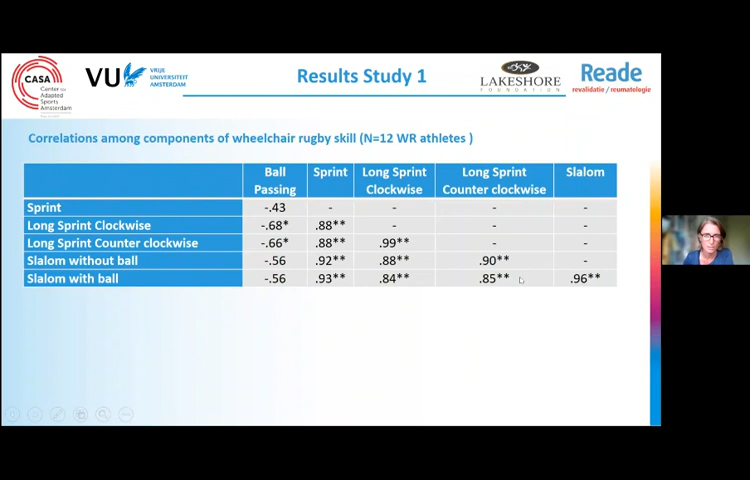 CASA
Center for
Adapted
Sports
Amsterdam
VU
VRIJE
UNIVERSITEIT
AMSTERDAM
Results Study 1
LAKESHORE
FOUNDATION
Reade
revalidatie / reumatologie
Correlations among components of wheelchair rugby skill (N=12 WR athletes )
Ball Passing Sprint Long Sprint Clockwise Long Sprint Counter clockwise Slalom
Sprint -.43 - - - -
Long Sprint Clockwise -.68* .88** - - -
Long Sprint Counter clockwise -.66* .88** .99** - -
Slalom without ball -.56 .92** .88** .90** -
Slalom with ball -.56 .93** .84** .85** .96**